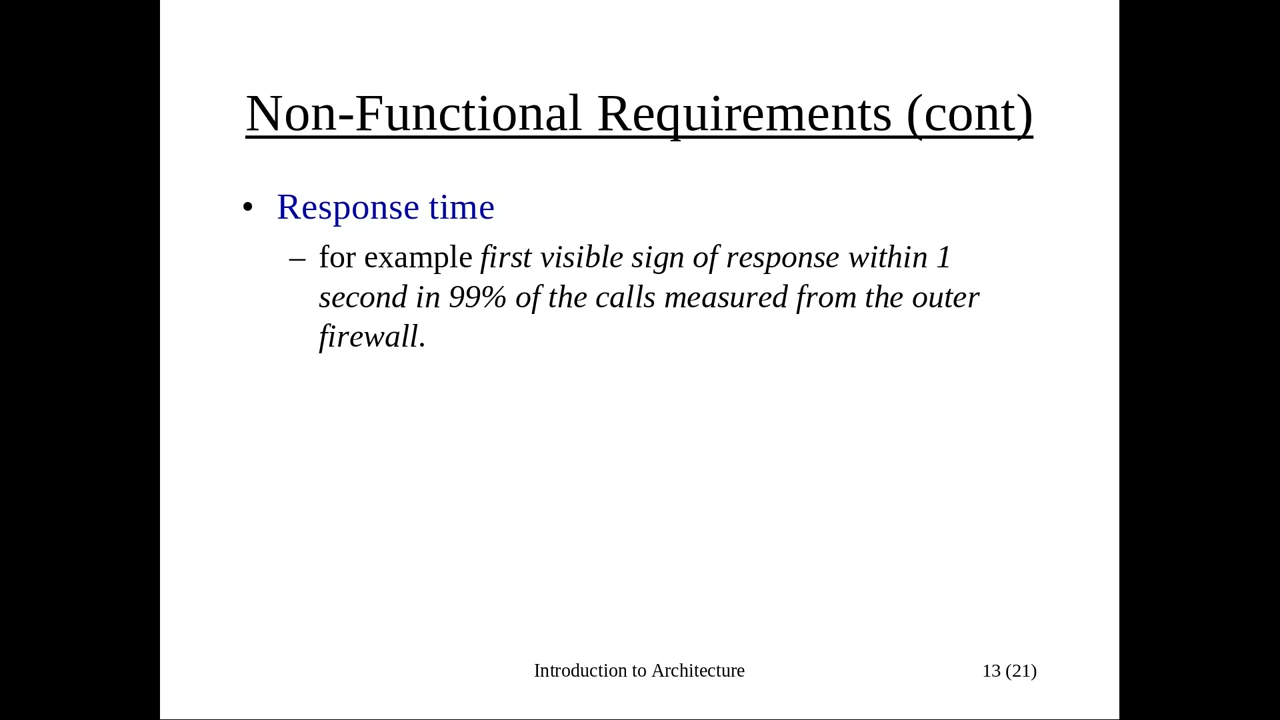 Non-Functional Requirements (cont)
• Response time
– for example first visible sign of response within 1
second in 99% of the calls measured from the outer
firewall.
Introduction to Architecture
13 (21)